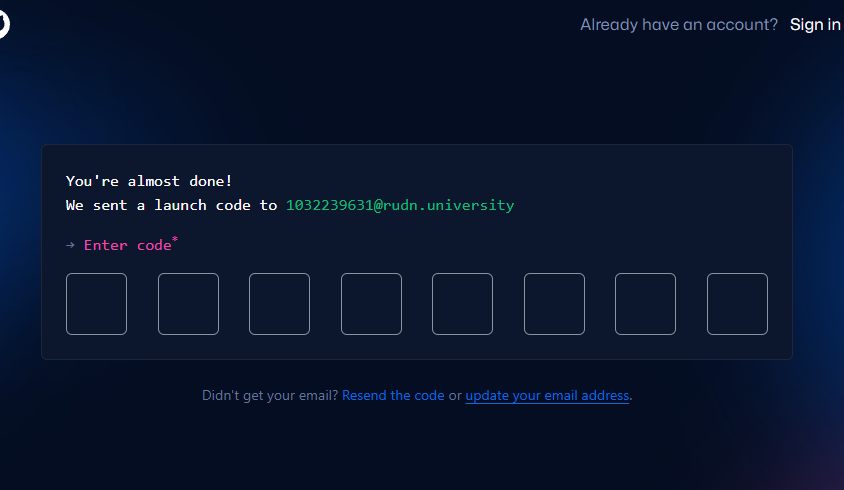 Already have an account? Sign in
You're almost done!
We sent a launch code to 1032239631@rudn.university
→ Enter code*
Didn't get your email? Resend the code or update your email address.